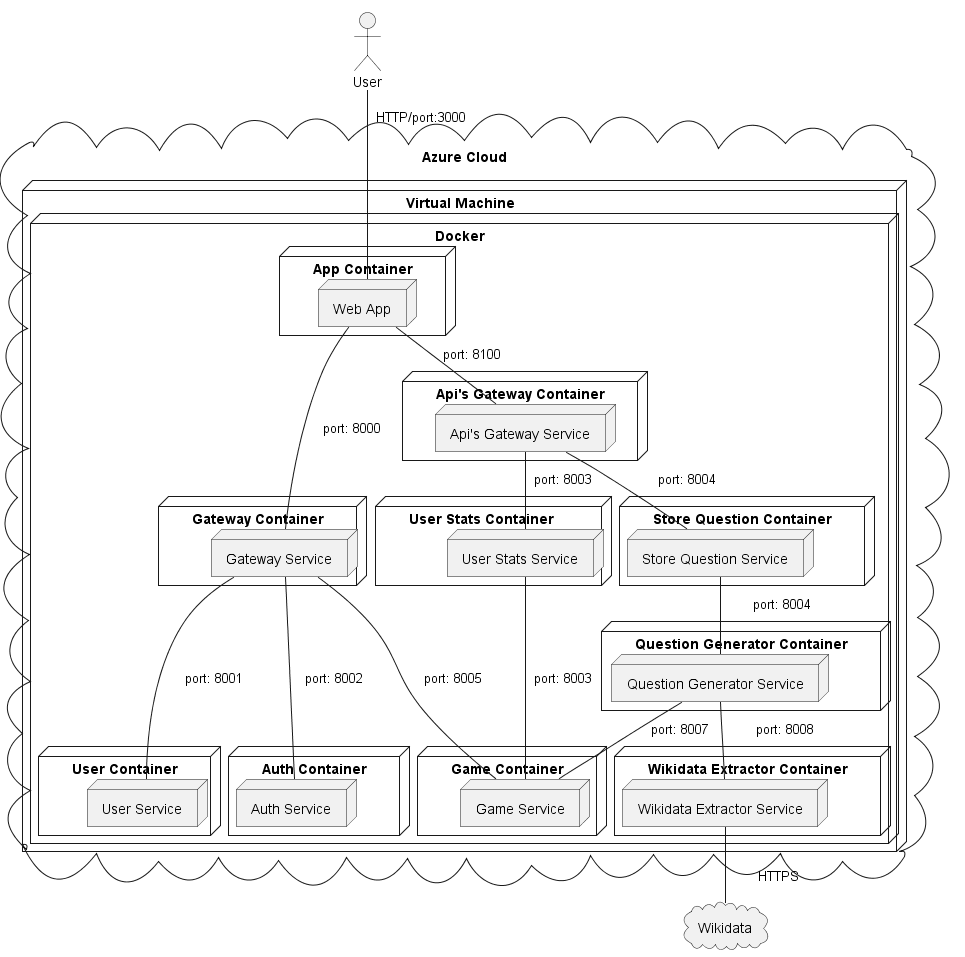 User
HTTP/port:3000
Azure Cloud
Virtual Machine
Docker
App Container
Web App
port: 8100
Api's Gateway Container
port: 8000
Api's Gateway Service
port: 8003
port: 8004
Gateway Container
User Stats Container
Store Question Container
Gateway Service
User Stats Service
Store Question Service
port: 8004
Question Generator Container
port: 8001
port: 8002
port: 8005
port: 8003
Question Generator Service
port: 8007
port: 8008
User Container
Auth Container
Game Container
Wikidata Extractor Container
User Service
Auth Service
Game Service
Wikidata Extractor Service
HTTPS
Wikidata